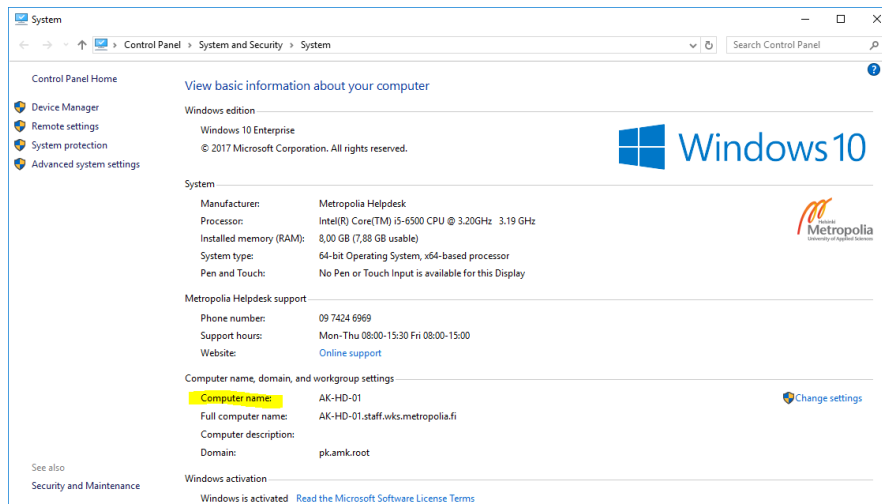 System
Control Panel > System and Security > System
Search Control Panel
Control Panel Home
Device Manager
Remote settings
System protection
Advanced system settings
View basic information about your computer
Windows edition
Windows 10 Enterprise
© 2017 Microsoft Corporation. All rights reserved.
Windows 10
System
Manufacturer: Metropolia Helpdesk
Processor: Intel(R) Core(TM) i5-6500 CPU @ 3.20GHz 3.19 GHz
Installed memory (RAM): 8,00 GB (7,88 GB usable)
System type: 64-bit Operating System, x64-based processor
Pen and Touch: No Pen or Touch Input is available for this Display
Helsinki
Metropolia
University of Applied Sciences
Metropolia Helpdesk support
Phone number: 09 7424 6969
Support hours: Mon-Thu 08:00-15:30 Fri 08:00-15:00
Website: Online support
Computer name, domain, and workgroup settings
Computer name: AK-HD-01
Change settings
Full computer name: AK-HD-01.staff.wks.metropolia.fi
Computer description:
Domain: pk.amk.root
See also
Security and Maintenance
Windows activation
Windows is activated Read the Microsoft Software License Terms